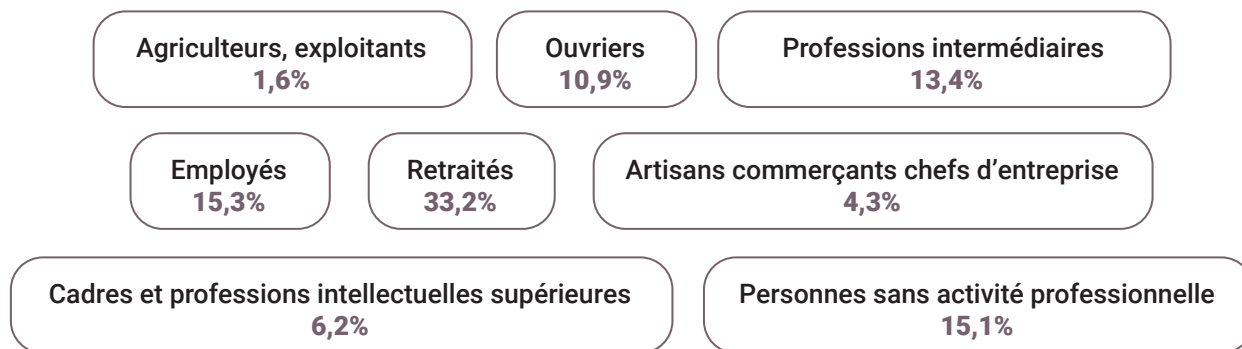 Agriculteurs, exploitants
1,6%
Ouvriers
10,9%
Professions intermédiaires
13,4%
Employés
15,3%
Retraités
33,2%
Artisans commerçants chefs d’entreprise
4,3%
Cadres et professions intellectuelles supérieures
6,2%
Personnes sans activité professionnelle
15,1%